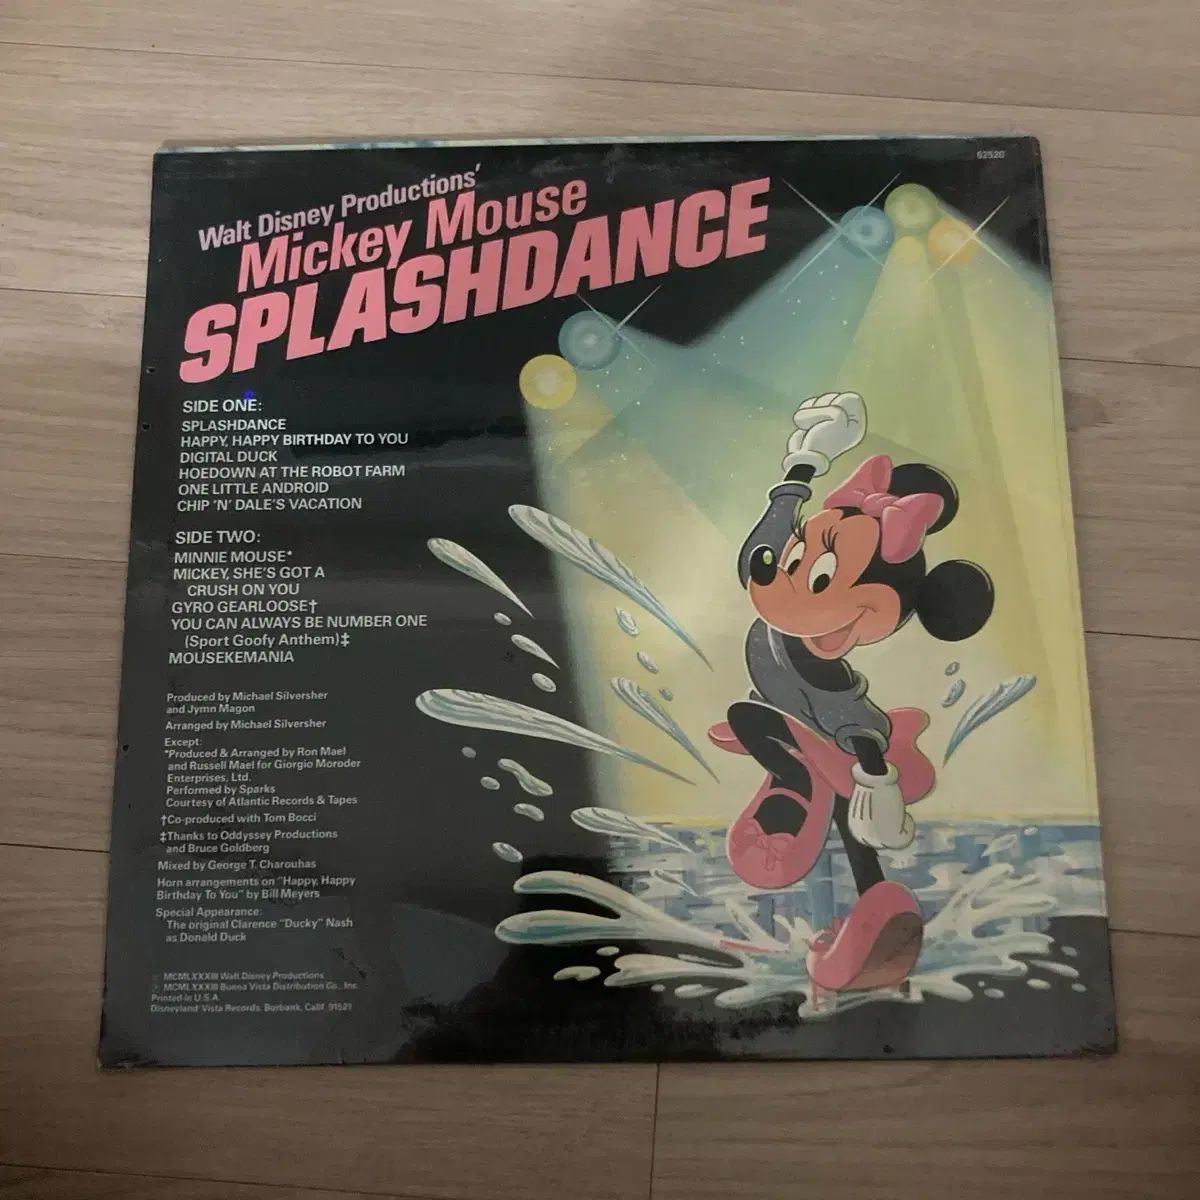 62520
Walt Disney Productions'
Mickey Mouse
SPLASHDANCE
SIDE ONE:
SPLASHDANCE
HAPPY, HAPPY BIRTHDAY TO YOU
DIGITAL DUCK
HOEDOWN AT THE ROBOT FARM
ONE LITTLE ANDROID
CHIP 'N' DALE'S VACATION
SIDE TWO:
MINNIE MOUSE*
MICKEY, SHE'S GOT A
CRUSH ON YOU
GYRO GEARLOOSE†
YOU CAN ALWAYS BE NUMBER ONE
(Sport Goofy Anthem)‡
MOUSEKEMANIA
Produced by Michael Silversher
and Jymn Magon
Arranged by Michael Silversher
Except:
*Produced & Arranged by Ron Mael
and Russell Mael for Giorgio Moroder
Enterprises, Ltd.
Performed by Sparks
Courtesy of Atlantic Records & Tapes
†Co-produced with Tom Bocci
‡Thanks to Oddyssey Productions
and Bruce Goldberg
Mixed by George T. Charouhas
Horn arrangements on "Happy, Happy
Birthday To You" by Bill Meyers
Special Appearance:
The original Clarence "Ducky" Nash
as Donald Duck
℗ MCMLXXXIII Walt Disney Productions
© MCMLXXXIII Buena Vista Distribution Co., Inc.
Printed in U.S.A.
Disneyland/Vista Records, Burbank, Calif. 91521